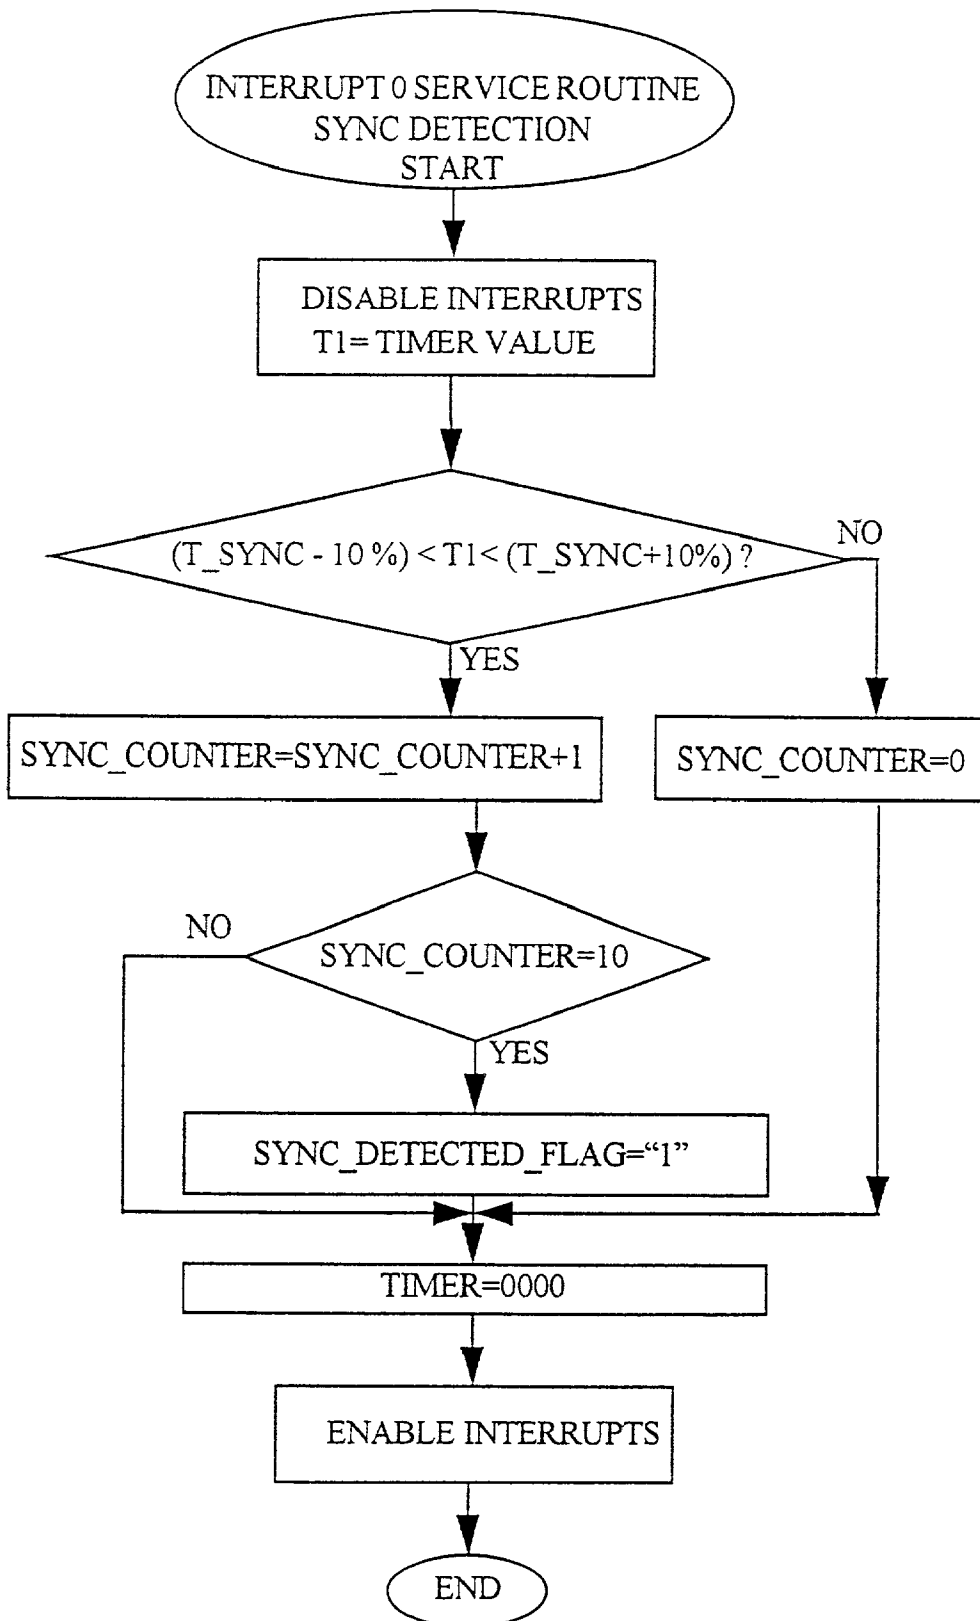 INTERRUPT 0 SERVICE ROUTINE
SYNC DETECTION
START
DISABLE INTERRUPTS
T1= TIMER VALUE
(T_SYNC - 10 %) < T1< (T_SYNC+10%) ?
NO
YES
SYNC_COUNTER=SYNC_COUNTER+1
SYNC_COUNTER=0
NO
SYNC_COUNTER=10
YES
SYNC_DETECTED_FLAG=“1”
TIMER=0000
ENABLE INTERRUPTS
END